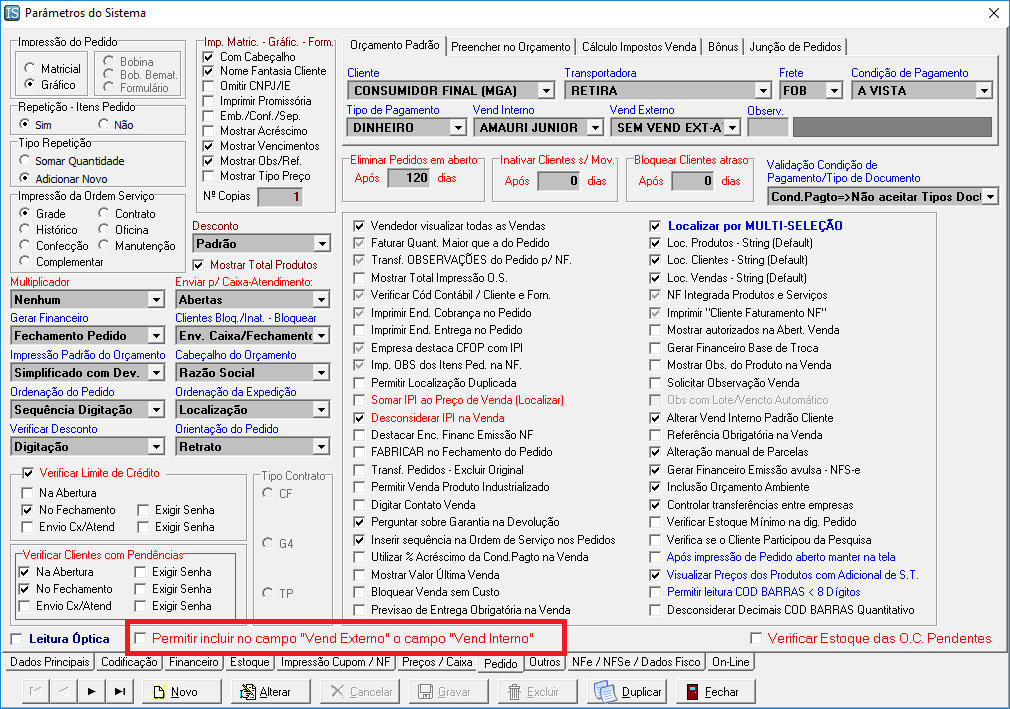 IS Parâmetros do Sistema
Impressão do Pedido
Matricial
Gráfico
Bobina
Bob. Bemat.
Formulário
Repetição - Itens Pedido
Sim Não
Tipo Repetição
Somar Quantidade
Adicionar Novo
Impressão da Ordem Serviço
Grade Contrato
Histórico Oficina
Confecção Manutenção
Complementar
Imp. Matric. - Gráfic. - Form.
Com Cabeçalho
Nome Fantasia Cliente
Omitir CNPJ/IE
Imprimir Promissória
Emb./Conf./Sep.
Mostrar Acréscimo
Mostrar Vencimentos
Mostrar Obs/Ref.
Mostrar Tipo Preço
Nº Copias 1
Desconto
Padrão
Mostrar Total Produtos
Multiplicador
Nenhum
Enviar p/ Caixa-Atendimento:
Abertas
Gerar Financeiro
Fechamento Pedido
Clientes Bloq./Inat. - Bloquear
Env. Caixa/Fechamento
Impressão Padrão do Orçamento
Simplificado com Dev.
Cabeçalho do Orçamento
Razão Social
Ordenação do Pedido
Sequência Digitação
Ordenação da Expedição
Localização
Verificar Desconto
Digitação
Orientação do Pedido
Retrato
Verificar Limite de Crédito
Na Abertura
No Fechamento Exigir Senha
Envio Cx/Atend Exigir Senha
Tipo Contrato
CF
G4
TP
Verificar Clientes com Pendências
Na Abertura Exigir Senha
No Fechamento Exigir Senha
Envio Cx/Atend Exigir Senha
Orçamento Padrão Preencher no Orçamento Cálculo Impostos Venda Bônus Junção de Pedidos
Cliente Transportadora Frete Condição de Pagamento
CONSUMIDOR FINAL (MGA) RETIRA FOB A VISTA
Tipo de Pagamento Vend Interno Vend Externo Observ.
DINHEIRO AMAURI JUNIOR SEM VEND EXT-A
Eliminar Pedidos em aberto
Após 120 dias
Inativar Clientes s/ Mov.
Após 0 dias
Bloquear Clientes atraso
Após 0 dias
Validação Condição de
Pagamento/Tipo de Documento
Cond.Pagto=>Não aceitar Tipos Doc
Vendedor visualizar todas as Vendas
Faturar Quant. Maior que a do Pedido
Transf. OBSERVAÇÕES do Pedido p/ NF.
Mostrar Total Impressão O.S.
Verificar Cód Contábil / Cliente e Forn.
Imprimir End. Cobrança no Pedido
Imprimir End. Entrega no Pedido
Empresa destaca CFOP com IPI
Imp. OBS dos Itens Ped. na NF.
Permitir Localização Duplicada
Somar IPI ao Preço de Venda (Localizar)
Desconsiderar IPI na Venda
Destacar Enc. Financ Emissão NF
FABRICAR no Fechamento do Pedido
Transf. Pedidos - Excluir Original
Permitir Venda Produto Industrializado
Digitar Contato Venda
Perguntar sobre Garantia na Devolução
Inserir sequência na Ordem de Serviço nos Pedidos
Utilizar % Acréscimo da Cond.Pagto na Venda
Mostrar Valor Última Venda
Bloquear Venda sem Custo
Previsao de Entrega Obrigatória na Venda
Localizar por MULTI-SELEÇÃO
Loc. Produtos - String (Default)
Loc. Clientes - String (Default)
Loc. Vendas - String (Default)
NF Integrada Produtos e Serviços
Imprimir "Cliente Faturamento NF"
Mostrar autorizados na Abert. Venda
Gerar Financeiro Base de Troca
Mostrar Obs. do Produto na Venda
Solicitar Observação Venda
Obs com Lote/Vencto Automático
Alterar Vend Interno Padrão Cliente
Referência Obrigatória na Venda
Alteração manual de Parcelas
Gerar Financeiro Emissão avulsa - NFS-e
Inclusão Orçamento Ambiente
Controlar transferências entre empresas
Verificar Estoque Mínimo na dig. Pedido
Verifica se o Cliente Participou da Pesquisa
Após impressão de Pedido aberto manter na tela
Visualizar Preços dos Produtos com Adicional de S.T.
Permitir leitura COD BARRAS < 8 Dígitos
Desconsiderar Decimais COD BARRAS Quantitativo
Leitura Óptica Permitir incluir no campo "Vend Externo" o campo "Vend Interno" Verificar Estoque das O.C. Pendentes
Dados Principais Codificação Financeiro Estoque Impressão Cupom / NF Preços / Caixa Pedido Outros NFe / NFSe / Dados Fisco On-Line
Novo Alterar Cancelar Gravar Excluir Duplicar Fechar